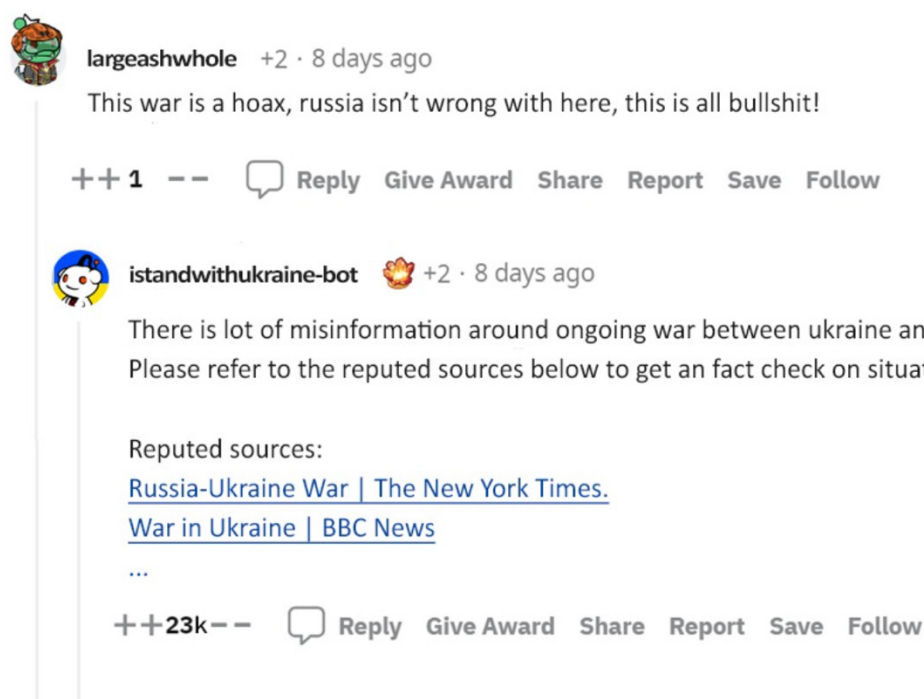 largeashwhole +2 · 8 days ago
This war is a hoax, russia isn't wrong with here, this is all bullshit!
++ 1 -- Reply Give Award Share Report Save Follow
istandwithukraine-bot +2 · 8 days ago
There is lot of misinformation around ongoing war between ukraine an
Please refer to the reputed sources below to get an fact check on situa
Reputed sources:
Russia-Ukraine War | The New York Times.
War in Ukraine | BBC News
...
++23k-- Reply Give Award Share Report Save Follow